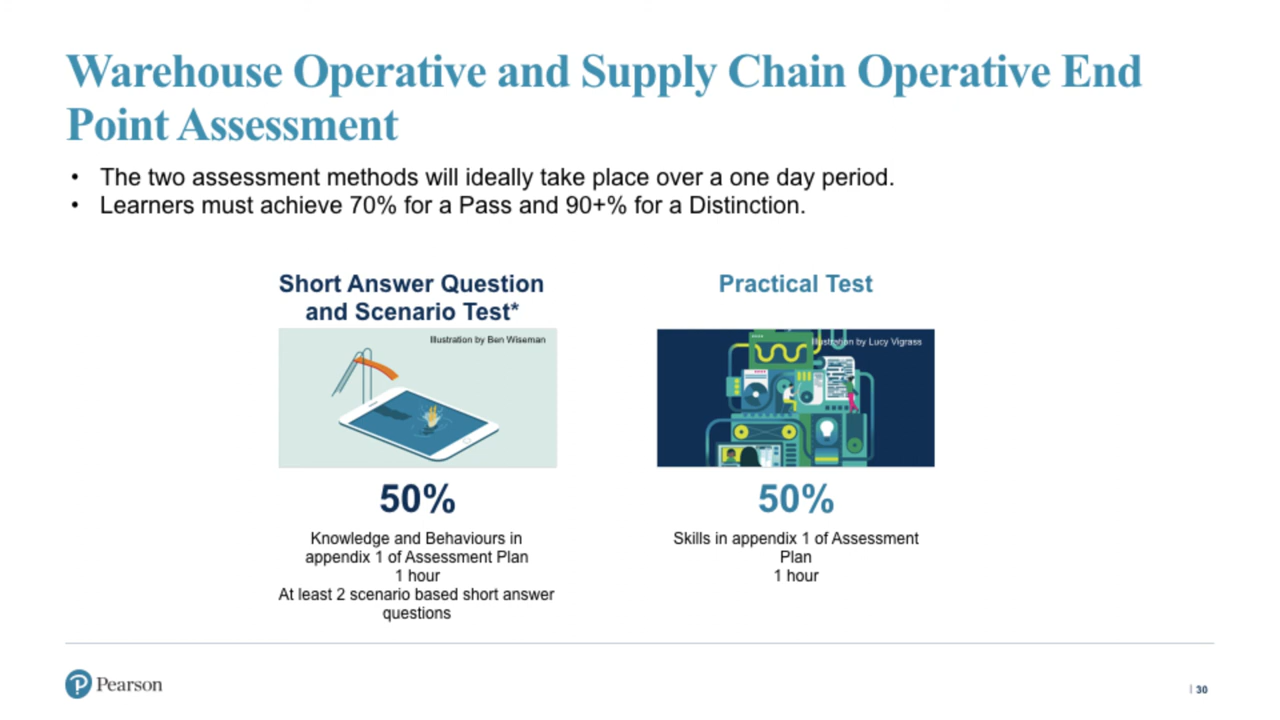 Warehouse Operative and Supply Chain Operative End
Point Assessment
• The two assessment methods will ideally take place over a one day period.
• Learners must achieve 70% for a Pass and 90+% for a Distinction.
Short Answer Question
and Scenario Test*
Illustration by Ben Wiseman
50%
Knowledge and Behaviours in
appendix 1 of Assessment Plan
1 hour
At least 2 scenario based short answer
questions
Practical Test
Illustration by Lucy Vigrass
50%
Skills in appendix 1 of Assessment
Plan
1 hour
Pearson
| 30